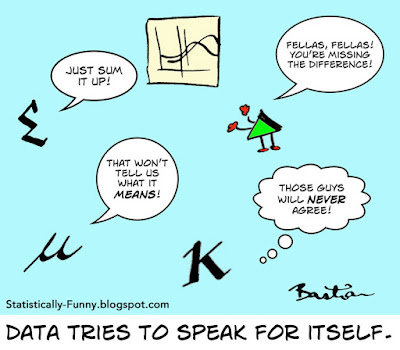 JUST SUM
IT UP!
FELLAS, FELLAS!
YOU'RE MISSING
THE DIFFERENCE!
Σ
THAT WON'T
TELL US
WHAT IT
MEANS!
THOSE GUYS
WILL NEVER
AGREE!
μ
κ
Bastian
Statistically-Funny.blogspot.com
DATA TRIES TO SPEAK FOR ITSELF.